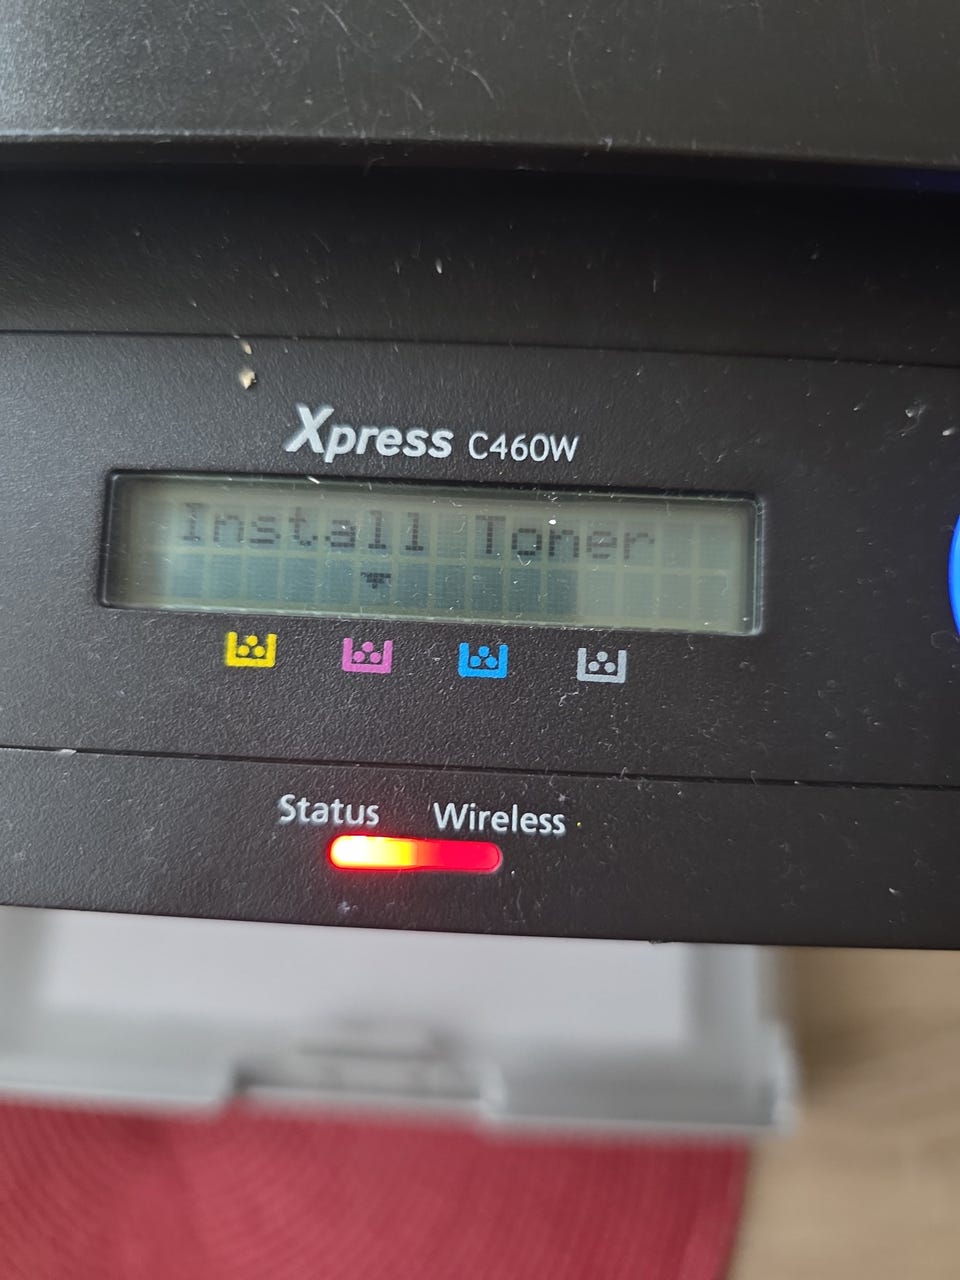 Xpress C460W
Install Toner
Status Wireless